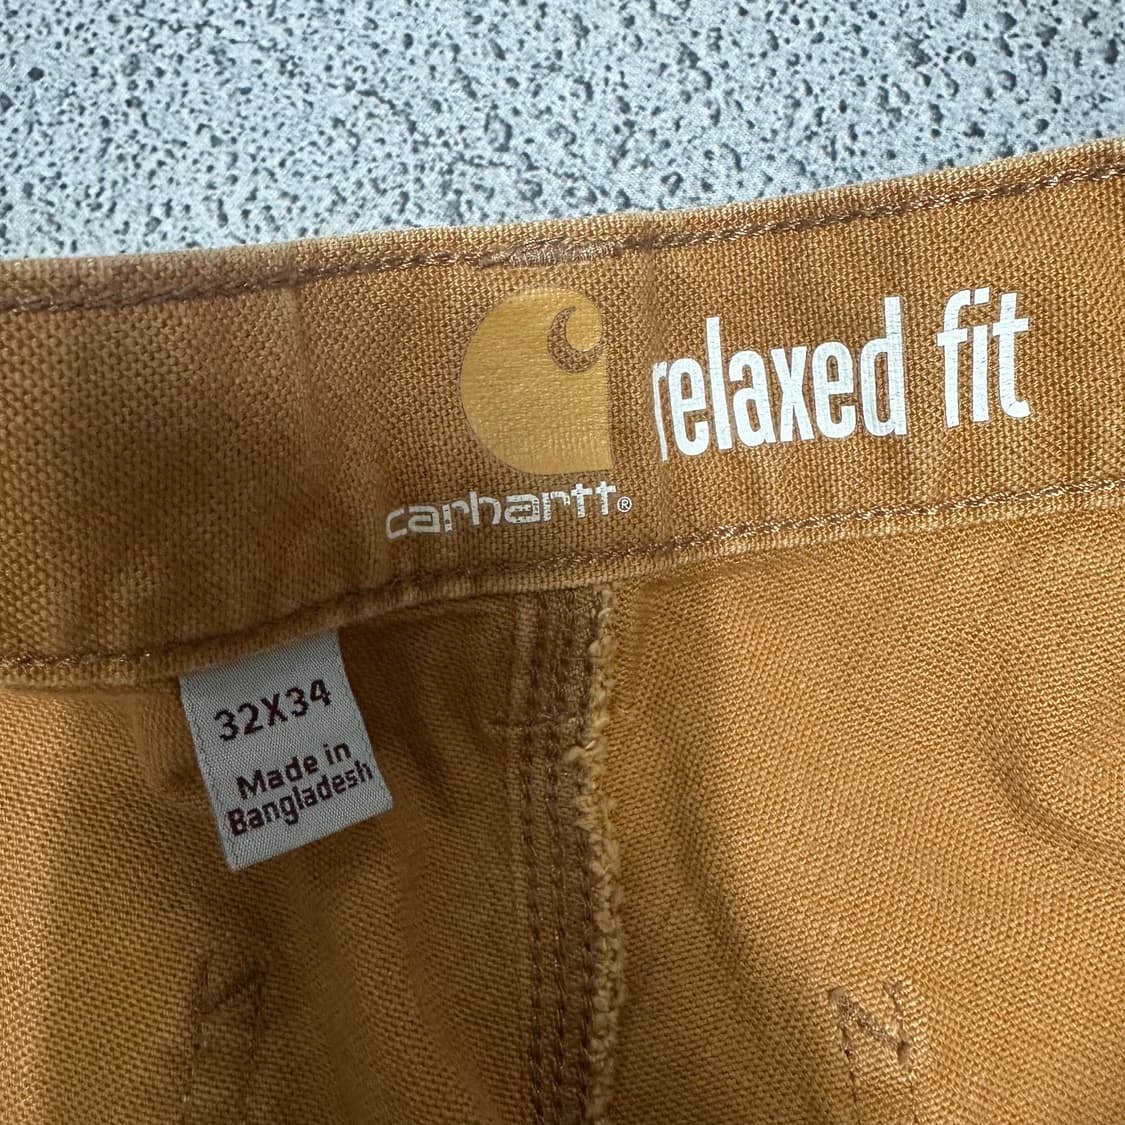 relaxed fit
carhartt®
32X34
Made in
Bangladesh